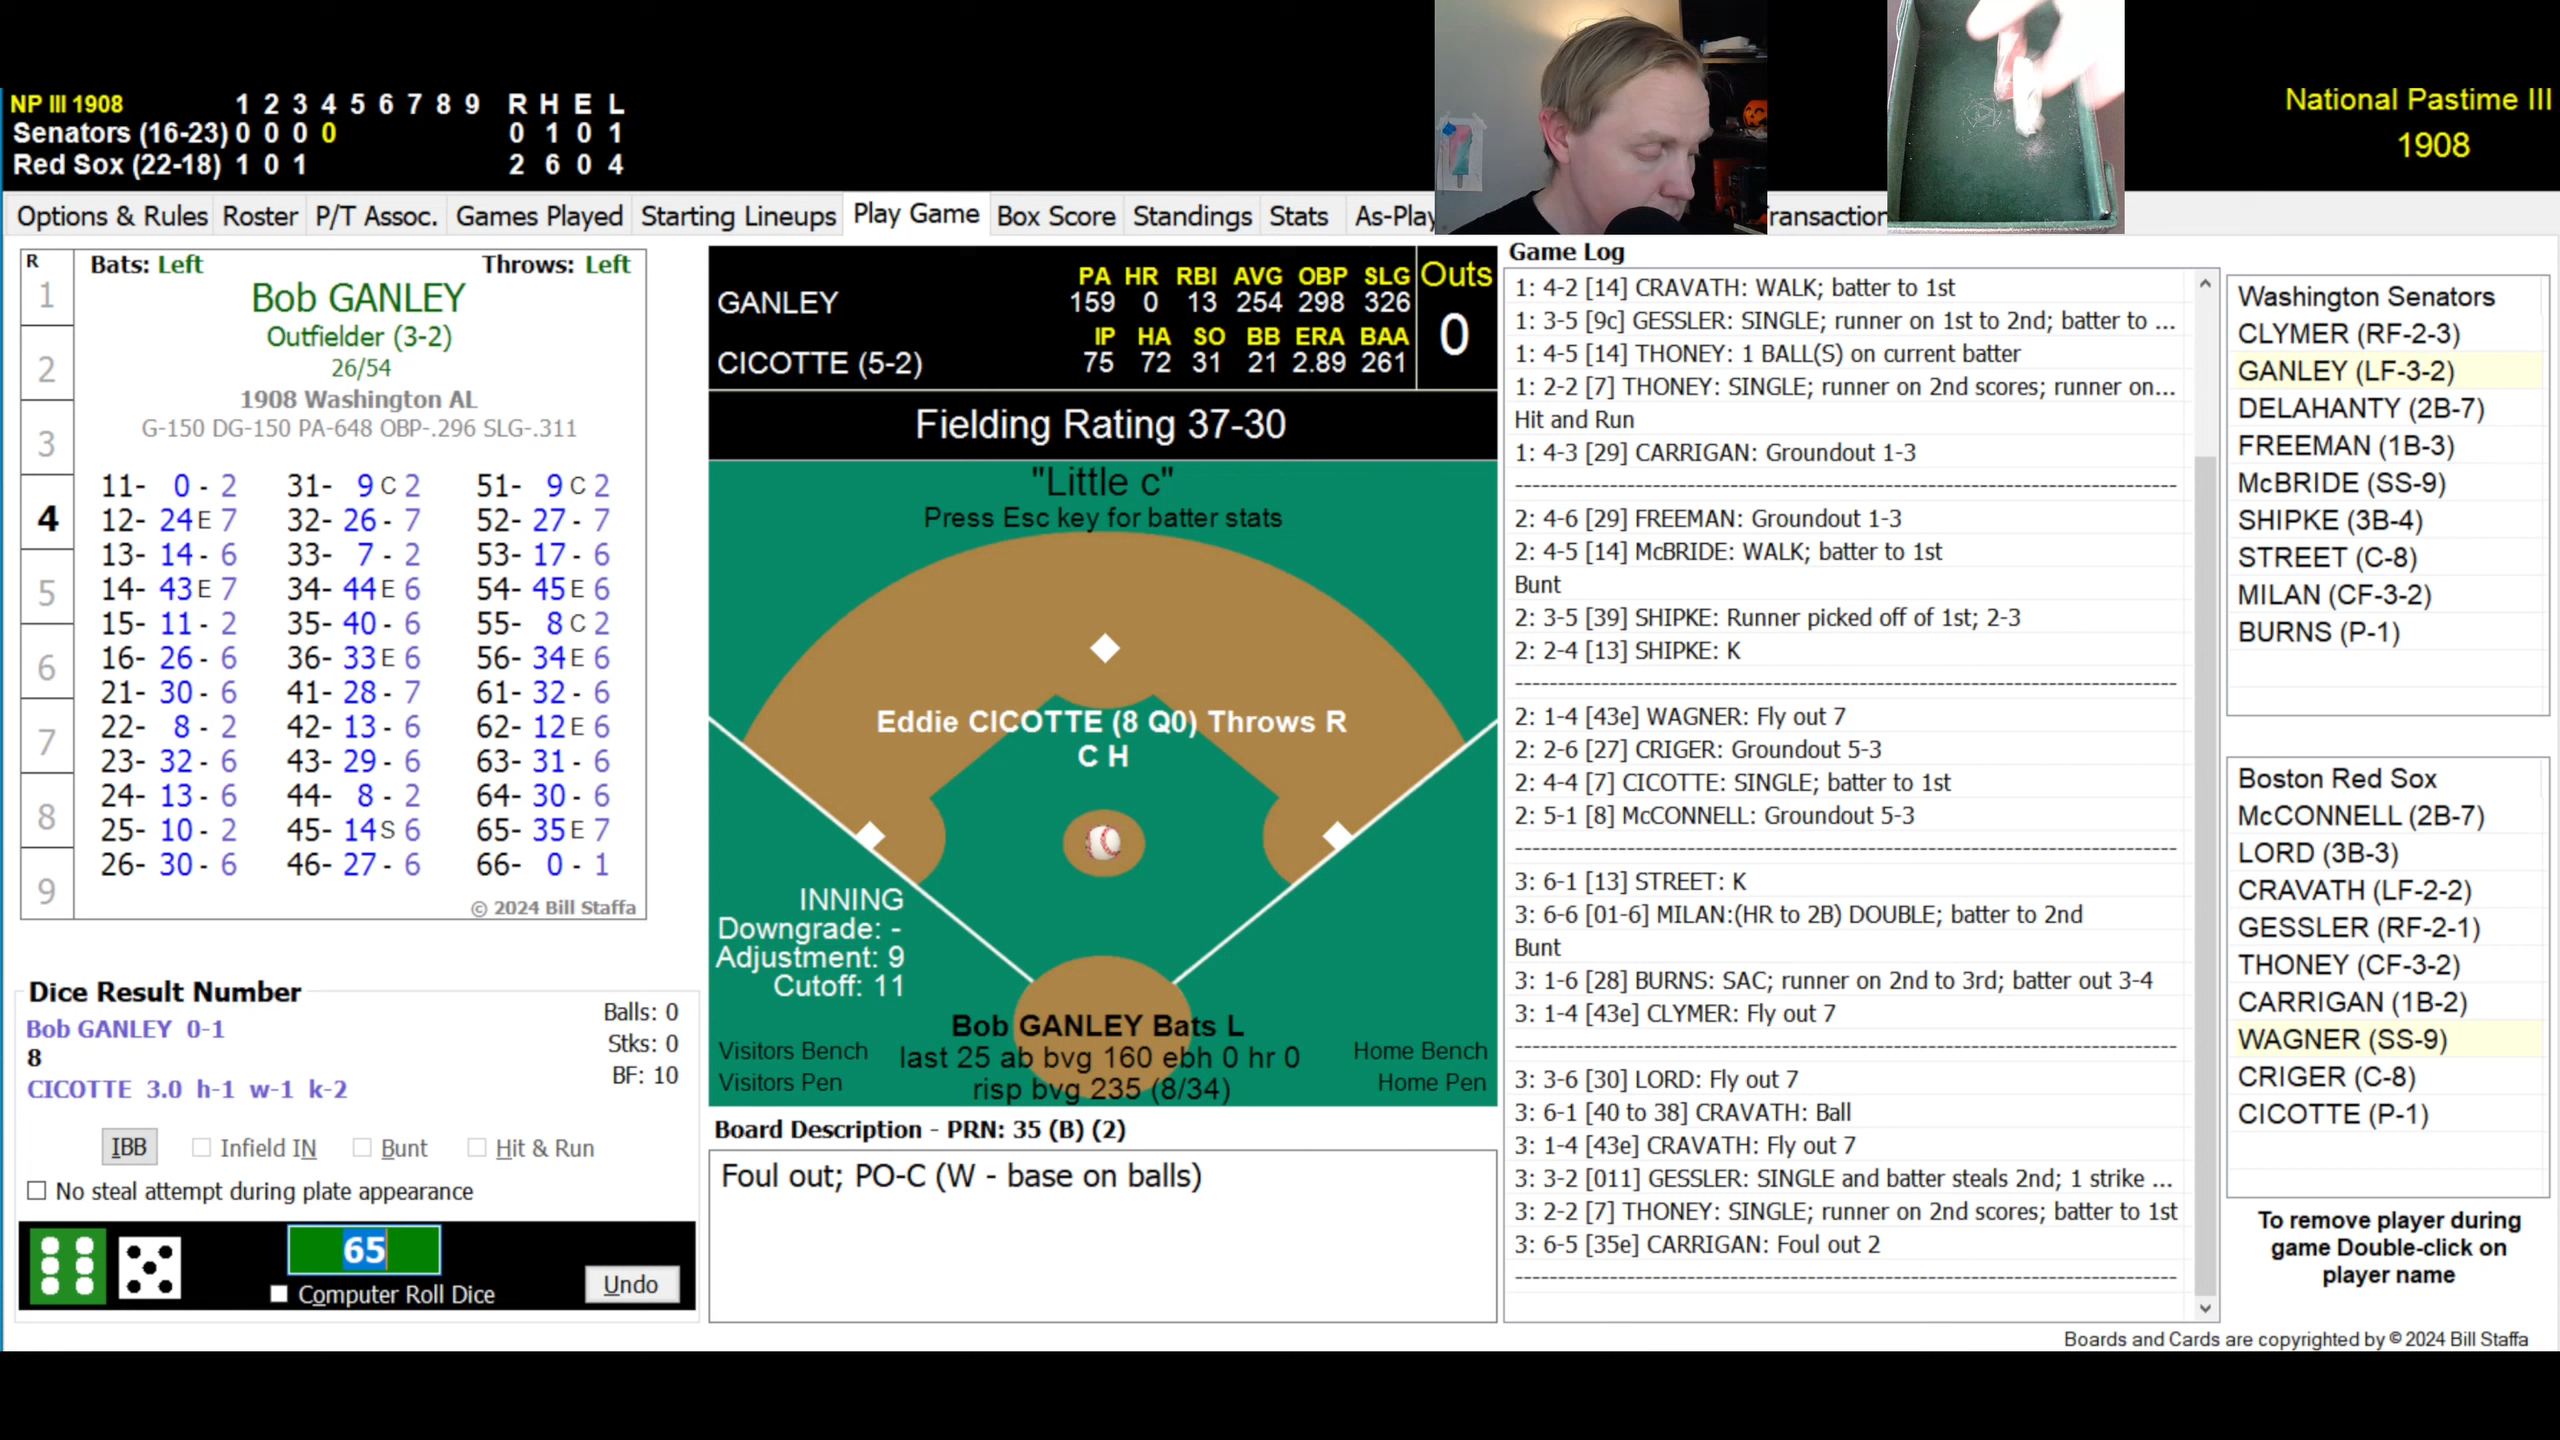 NP III 1908 1 2 3 4 5 6 7 8 9 R H E L
Senators (16-23) 0 0 0 0 0 1 0 1
Red Sox (22-18) 1 0 1 2 6 0 4
National Pastime III
1908
Options & Rules Roster P/T Assoc. Games Played Starting Lineups Play Game Box Score Standings Stats As-Play ransaction
R
1
2
3
4
5
6
7
8
9
Bats: Left Throws: Left
Bob GANLEY
Outfielder (3-2)
26/54
1908 Washington AL
G-150 DG-150 PA-648 OBP-.296 SLG-.311
11- 0 - 2 31- 9 C 2 51- 9 C 2
12- 24 E 7 32- 26 - 7 52- 27 - 7
13- 14 - 6 33- 7 - 2 53- 17 - 6
14- 43 E 7 34- 44 E 6 54- 45 E 6
15- 11 - 2 35- 40 - 6 55- 8 C 2
16- 26 - 6 36- 33 E 6 56- 34 E 6
21- 30 - 6 41- 28 - 7 61- 32 - 6
22- 8 - 2 42- 13 - 6 62- 12 E 6
23- 32 - 6 43- 29 - 6 63- 31 - 6
24- 13 - 6 44- 8 - 2 64- 30 - 6
25- 10 - 2 45- 14 S 6 65- 35 E 7
26- 30 - 6 46- 27 - 6 66- 0 - 1
© 2024 Bill Staffa
Dice Result Number
Bob GANLEY 0-1
8
CICOTTE 3.0 h-1 w-1 k-2
Balls: 0
Stks: 0
BF: 10
IBB Infield IN Bunt Hit & Run
No steal attempt during plate appearance
65
Computer Roll Dice
Undo
PA HR RBI AVG OBP SLG
GANLEY 159 0 13 254 298 326
IP HA SO BB ERA BAA
CICOTTE (5-2) 75 72 31 21 2.89 261
Outs
0
Fielding Rating 37-30
"Little c"
Press Esc key for batter stats
Eddie CICOTTE (8 Q0) Throws R
C H
INNING
Downgrade: -
Adjustment: 9
Cutoff: 11
Bob GANLEY Bats L
last 25 ab bvg 160 ebh 0 hr 0
risp bvg 235 (8/34)
Visitors Bench
Visitors Pen
Home Bench
Home Pen
Board Description - PRN: 35 (B) (2)
Foul out; PO-C (W - base on balls)
Game Log
1: 4-2 [14] CRAVATH: WALK; batter to 1st
1: 3-5 [9c] GESSLER: SINGLE; runner on 1st to 2nd; batter to ...
1: 4-5 [14] THONEY: 1 BALL(S) on current batter
1: 2-2 [7] THONEY: SINGLE; runner on 2nd scores; runner on...
Hit and Run
1: 4-3 [29] CARRIGAN: Groundout 1-3
2: 4-6 [29] FREEMAN: Groundout 1-3
2: 4-5 [14] McBRIDE: WALK; batter to 1st
Bunt
2: 3-5 [39] SHIPKE: Runner picked off of 1st; 2-3
2: 2-4 [13] SHIPKE: K
2: 1-4 [43e] WAGNER: Fly out 7
2: 2-6 [27] CRIGER: Groundout 5-3
2: 4-4 [7] CICOTTE: SINGLE; batter to 1st
2: 5-1 [8] McCONNELL: Groundout 5-3
3: 6-1 [13] STREET: K
3: 6-6 [01-6] MILAN:(HR to 2B) DOUBLE; batter to 2nd
Bunt
3: 1-6 [28] BURNS: SAC; runner on 2nd to 3rd; batter out 3-4
3: 1-4 [43e] CLYMER: Fly out 7
3: 3-6 [30] LORD: Fly out 7
3: 6-1 [40 to 38] CRAVATH: Ball
3: 1-4 [43e] CRAVATH: Fly out 7
3: 3-2 [011] GESSLER: SINGLE and batter steals 2nd; 1 strike ...
3: 2-2 [7] THONEY: SINGLE; runner on 2nd scores; batter to 1st
3: 6-5 [35e] CARRIGAN: Foul out 2
Washington Senators
CLYMER (RF-2-3)
GANLEY (LF-3-2)
DELAHANTY (2B-7)
FREEMAN (1B-3)
McBRIDE (SS-9)
SHIPKE (3B-4)
STREET (C-8)
MILAN (CF-3-2)
BURNS (P-1)
Boston Red Sox
McCONNELL (2B-7)
LORD (3B-3)
CRAVATH (LF-2-2)
GESSLER (RF-2-1)
THONEY (CF-3-2)
CARRIGAN (1B-2)
WAGNER (SS-9)
CRIGER (C-8)
CICOTTE (P-1)
To remove player during
game Double-click on
player name
Boards and Cards are copyrighted by © 2024 Bill Staffa